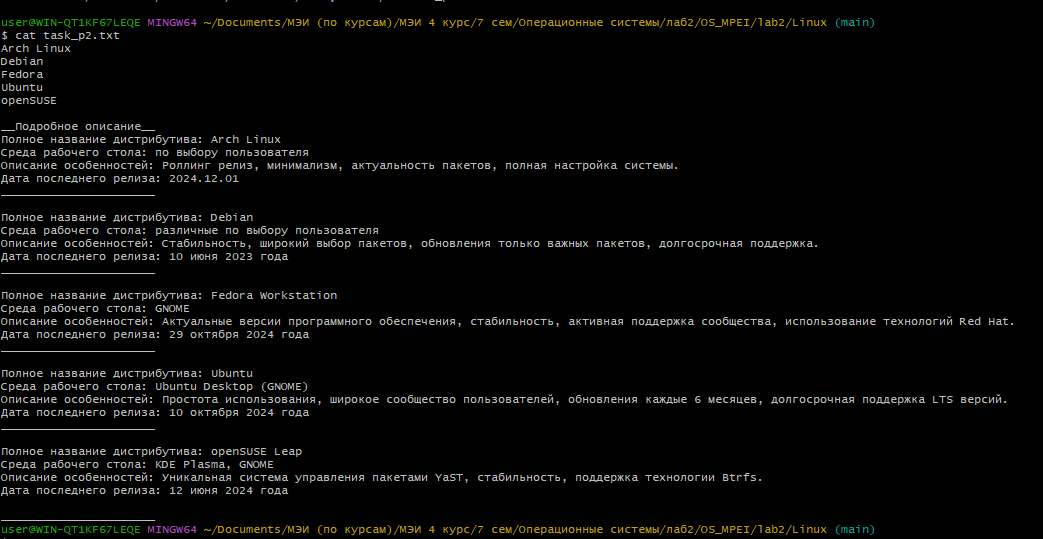 user@WIN-QT1KF67LEQE MINGW64 ~/Documents/МЭИ (по курсам)/МЭИ 4 курс/7 сем/Операционные системы/лаб2/OS_MPEI/lab2/Linux (main)
$ cat task_p2.txt
Arch Linux
Debian
Fedora
Ubuntu
openSUSE
__Подробное описание__
Полное название дистрибутива: Arch Linux
Среда рабочего стола: по выбору пользователя
Описание особенностей: Роллинг релиз, минимализм, актуальность пакетов, полная настройка системы.
Дата последнего релиза: 2024.12.01
______________________
Полное название дистрибутива: Debian
Среда рабочего стола: различные по выбору пользователя
Описание особенностей: Стабильность, широкий выбор пакетов, обновления только важных пакетов, долгосрочная поддержка.
Дата последнего релиза: 10 июня 2023 года
______________________
Полное название дистрибутива: Fedora Workstation
Среда рабочего стола: GNOME
Описание особенностей: Актуальные версии программного обеспечения, стабильность, активная поддержка сообщества, использование технологий Red Hat.
Дата последнего релиза: 29 октября 2024 года
______________________
Полное название дистрибутива: Ubuntu
Среда рабочего стола: Ubuntu Desktop (GNOME)
Описание особенностей: Простота использования, широкое сообщество пользователей, обновления каждые 6 месяцев, долгосрочная поддержка LTS версий.
Дата последнего релиза: 10 октября 2024 года
______________________
Полное название дистрибутива: openSUSE Leap
Среда рабочего стола: KDE Plasma, GNOME
Описание особенностей: Уникальная система управления пакетами YaST, стабильность, поддержка технологии Btrfs.
Дата последнего релиза: 12 июня 2024 года
______________________
user@WIN-QT1KF67LEQE MINGW64 ~/Documents/МЭИ (по курсам)/МЭИ 4 курс/7 сем/Операционные системы/лаб2/OS_MPEI/lab2/Linux (main)